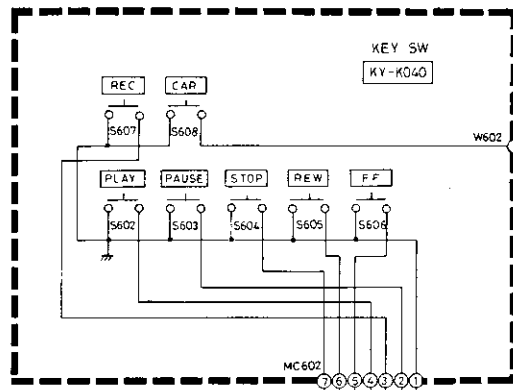 KEY SW
KY-K040
REC CAR
S607 S608
W602
PLAY PAUSE STOP REW F.F
S602 S603 S604 S605 S606
MC602
7 6 5 4 3 2 1